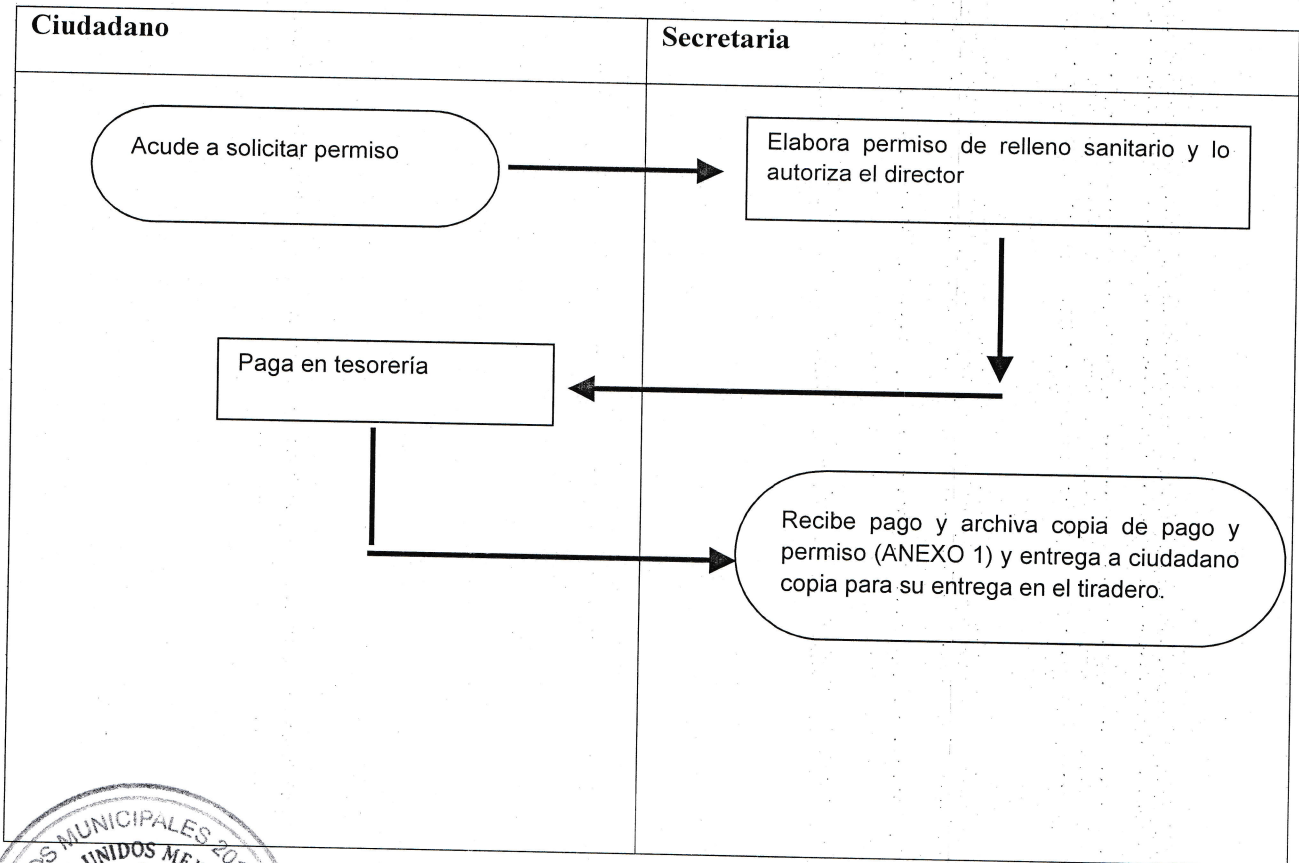 Ciudadano
Secretaria
Acude a solicitar permiso
Elabora permiso de relleno sanitario y lo
autoriza el director
Paga en tesorería
Recibe pago y archiva copia de pago y
permiso (ANEXO 1) y entrega a ciudadano
copia para su entrega en el tiradero.
MUNICIPALES
UNIDOS